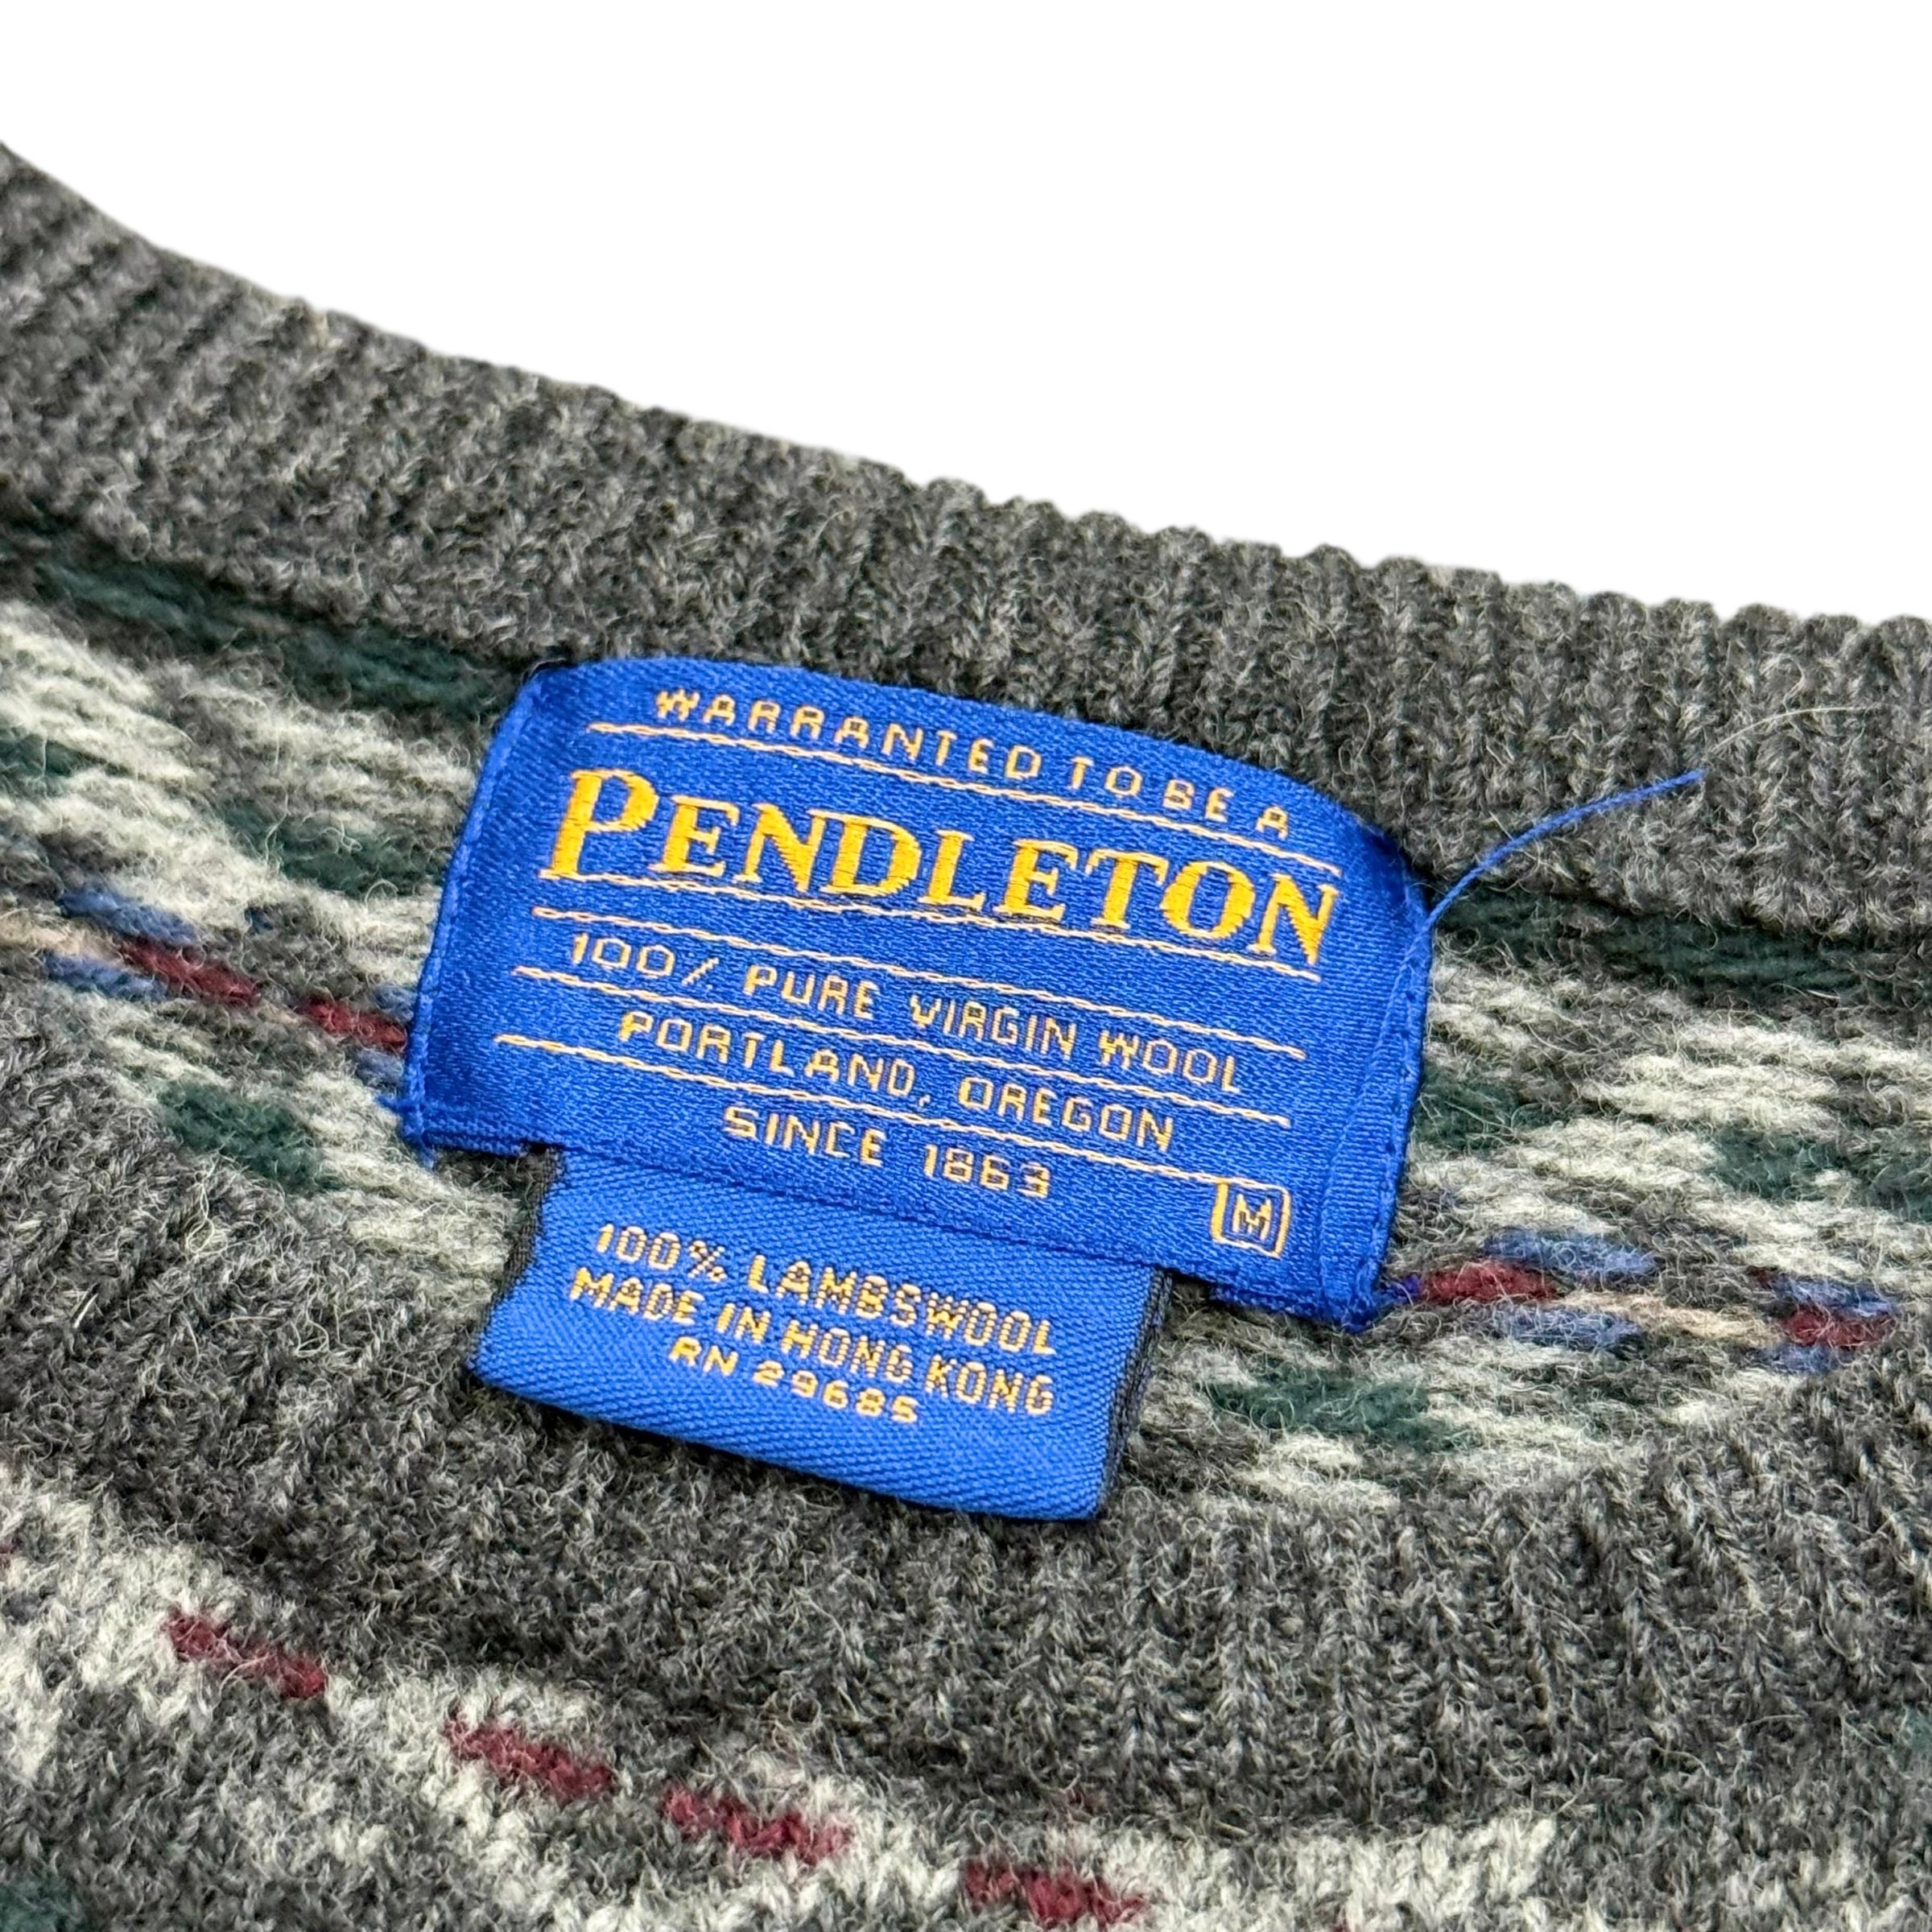 WARRANTED TO BE A
PENDLETON
100% PURE VIRGIN WOOL
PORTLAND, OREGON
SINCE 1863
M
100% LAMBSWOOL
MADE IN HONG KONG
RN 29685